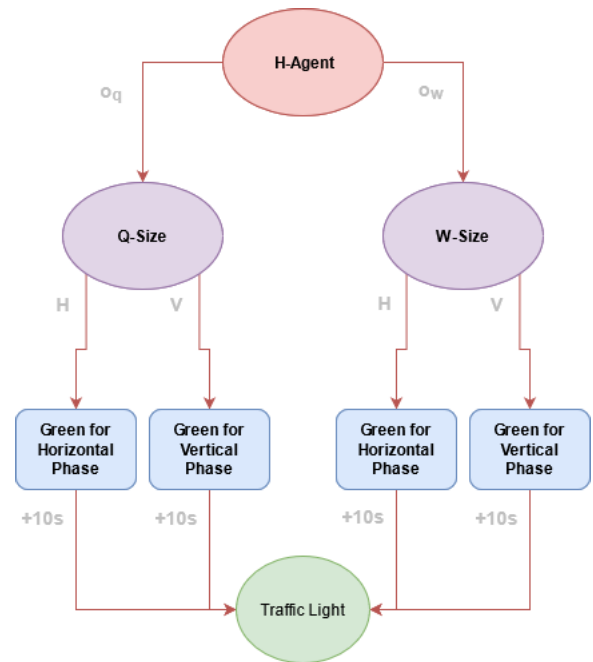 H-Agent
oq
ow
Q-Size
W-Size
H
V
H
V
Green for
Horizontal
Phase
Green for
Vertical
Phase
Green for
Horizontal
Phase
Green for
Vertical
Phase
+10s
+10s
+10s
+10s
Traffic Light